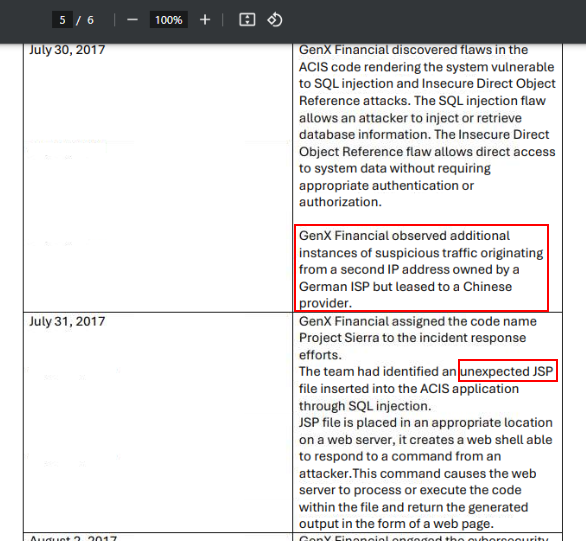 5 / 6 — 100% +
July 30, 2017
GenX Financial discovered flaws in the
ACIS code rendering the system vulnerable
to SQL injection and Insecure Direct Object
Reference attacks. The SQL injection flaw
allows an attacker to inject or retrieve
database information. The Insecure Direct
Object Reference flaw allows direct access
to system data without requiring
appropriate authentication or
authorization.
GenX Financial observed additional
instances of suspicious traffic originating
from a second IP address owned by a
German ISP but leased to a Chinese
provider.
July 31, 2017
GenX Financial assigned the code name
Project Sierra to the incident response
efforts.
The team had identified an unexpected JSP
file inserted into the ACIS application
through SQL injection.
JSP file is placed in an appropriate location
on a web server, it creates a web shell able
to respond to a command from an
attacker.This command causes the web
server to process or execute the code
within the file and return the generated
output in the form of a web page.
August 2, 2017
GenX Financial engaged the cybersecurity